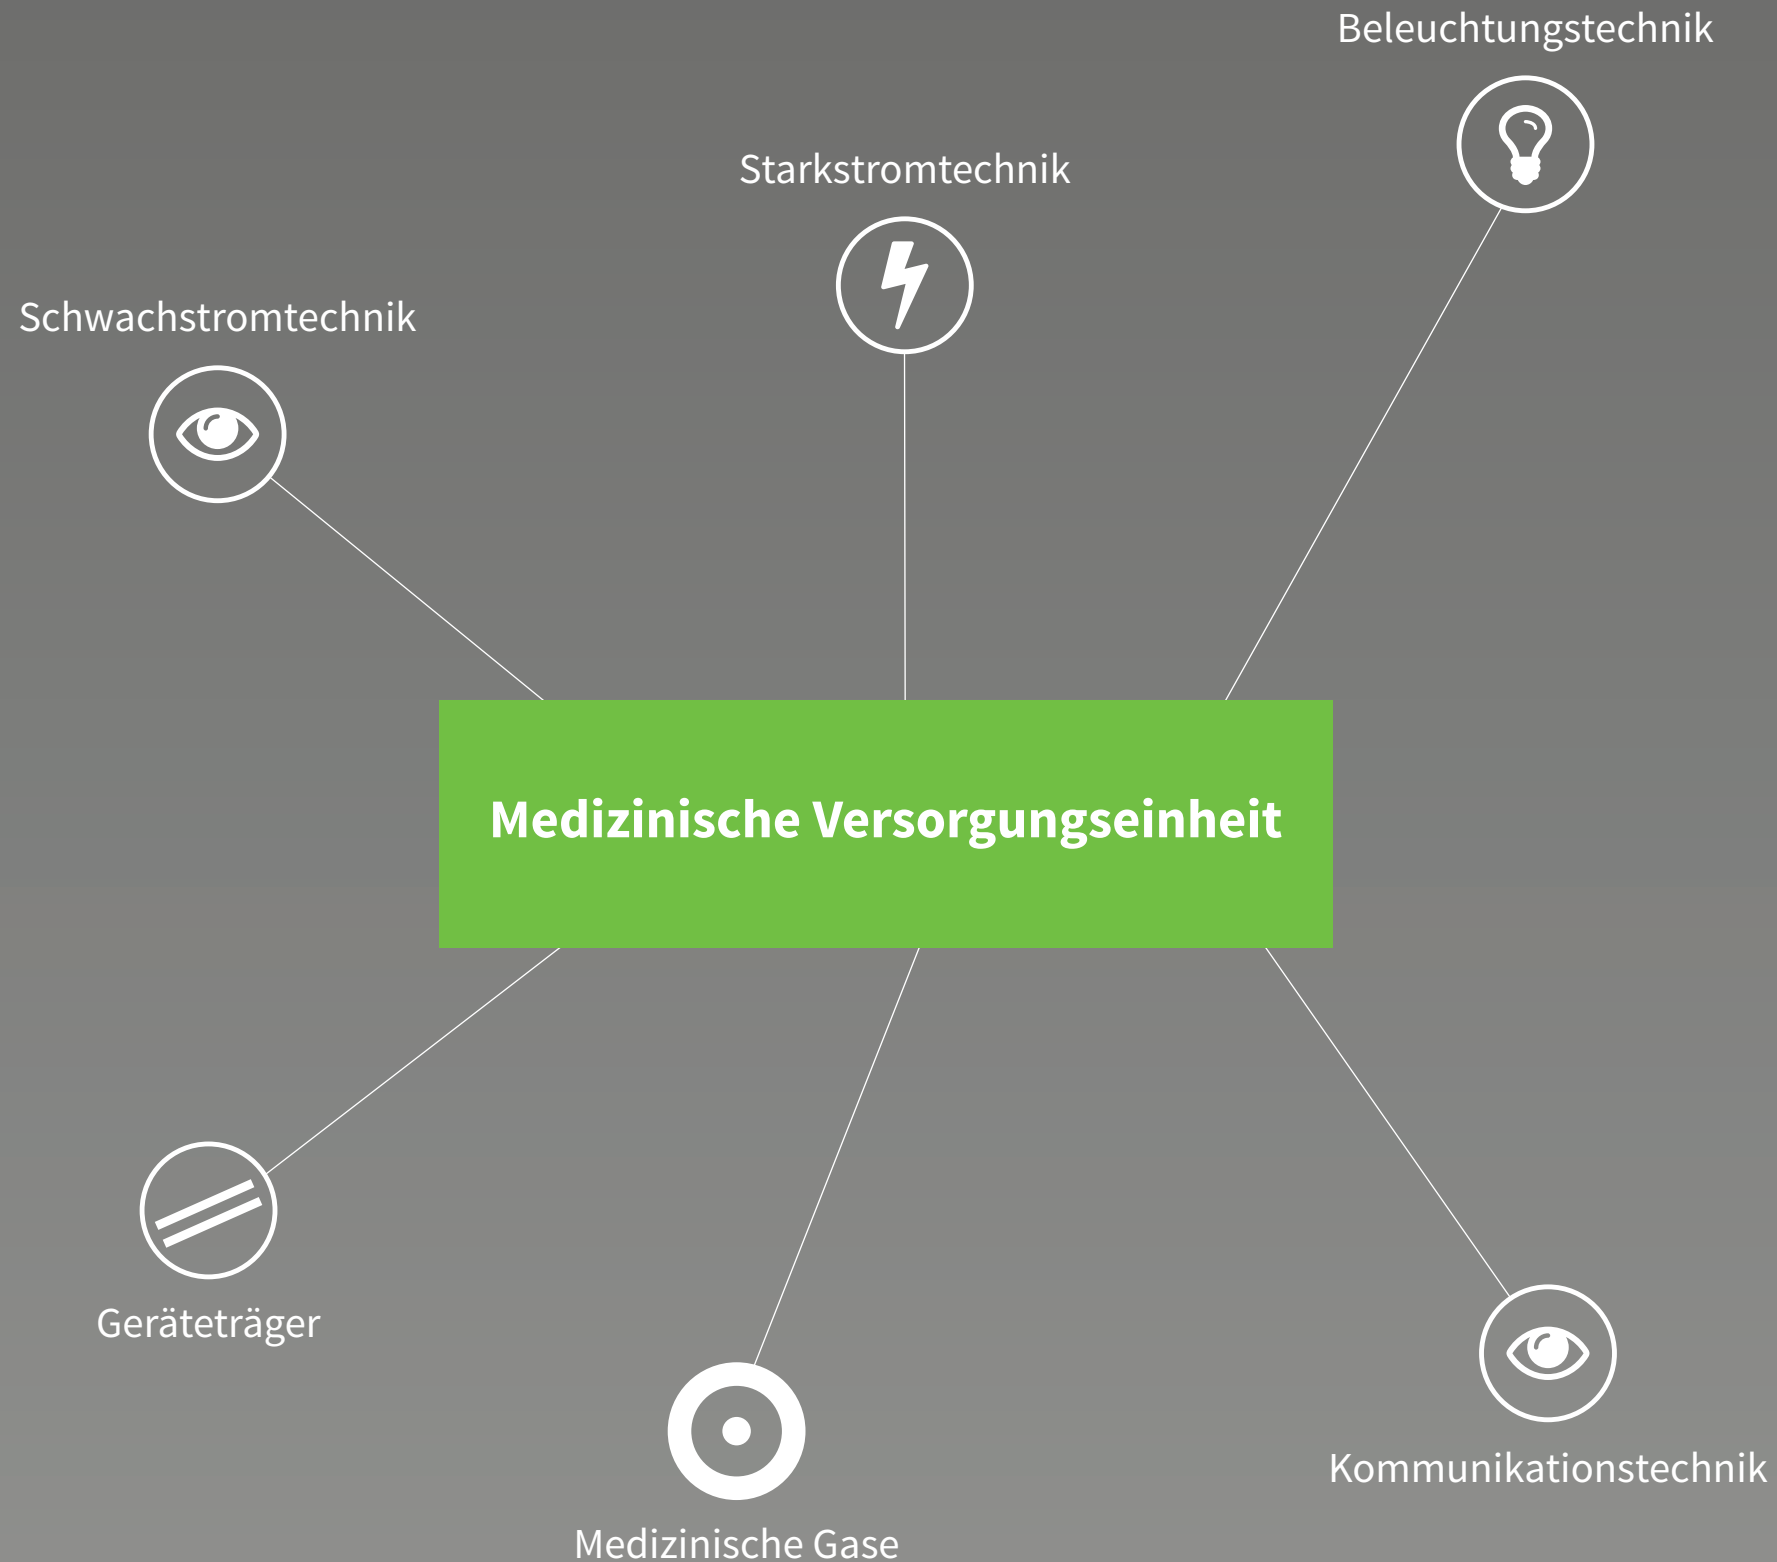 Beleuchtungstechnik
Starkstromtechnik
Schwachstromtechnik
Medizinische Versorgungseinheit
Geräteträger
Kommunikationstechnik
Medizinische Gase